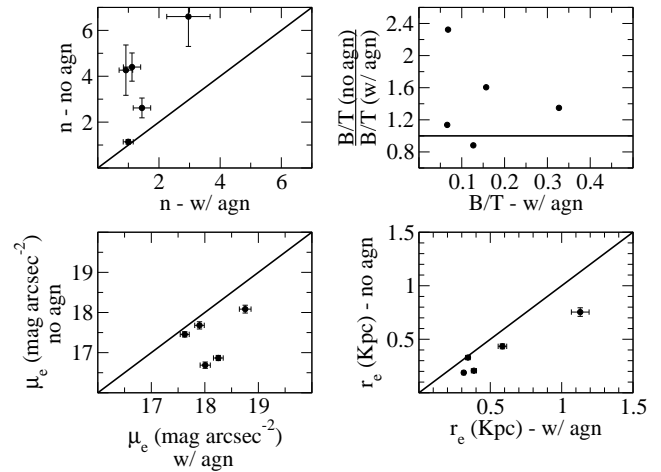 6
4
2
n - no agn
2 4 6
n - w/ agn
2.4
2.0
1.6
1.2
0.8
B/T (no agn)
B/T (w/ agn)
0.1 0.2 0.3 0.4
B/T - w/ agn
19
18
17
μe (mag arcsec-2)
no agn
17 18 19
μe (mag arcsec-2)
w/ agn
1.5
1
0.5
re (Kpc) - no agn
0.5 1 1.5
re (Kpc) - w/ agn